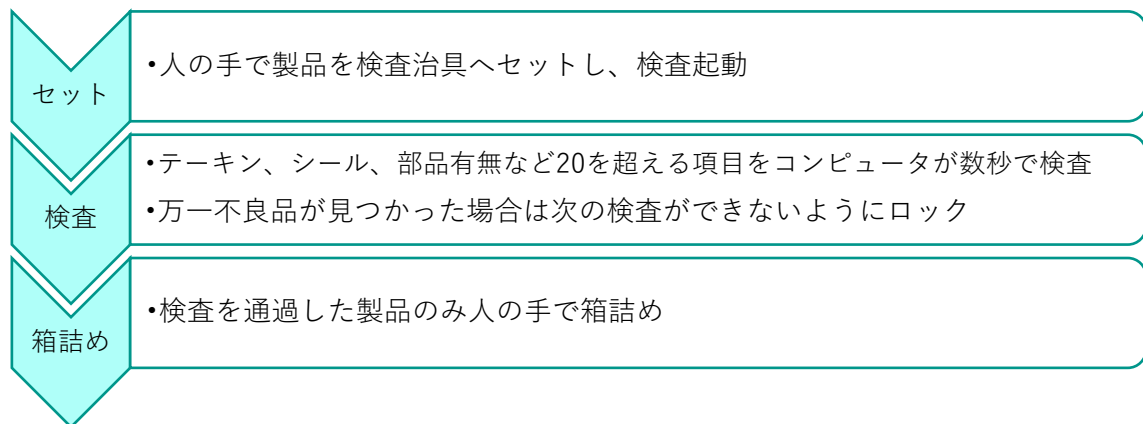 セット
•人の手で製品を検査治具へセットし、検査起動
検査
•テーキン、シール、部品有無など20を超える項目をコンピュータが数秒で検査
•万一不良品が見つかった場合は次の検査ができないようにロック
箱詰め
•検査を通過した製品のみ人の手で箱詰め